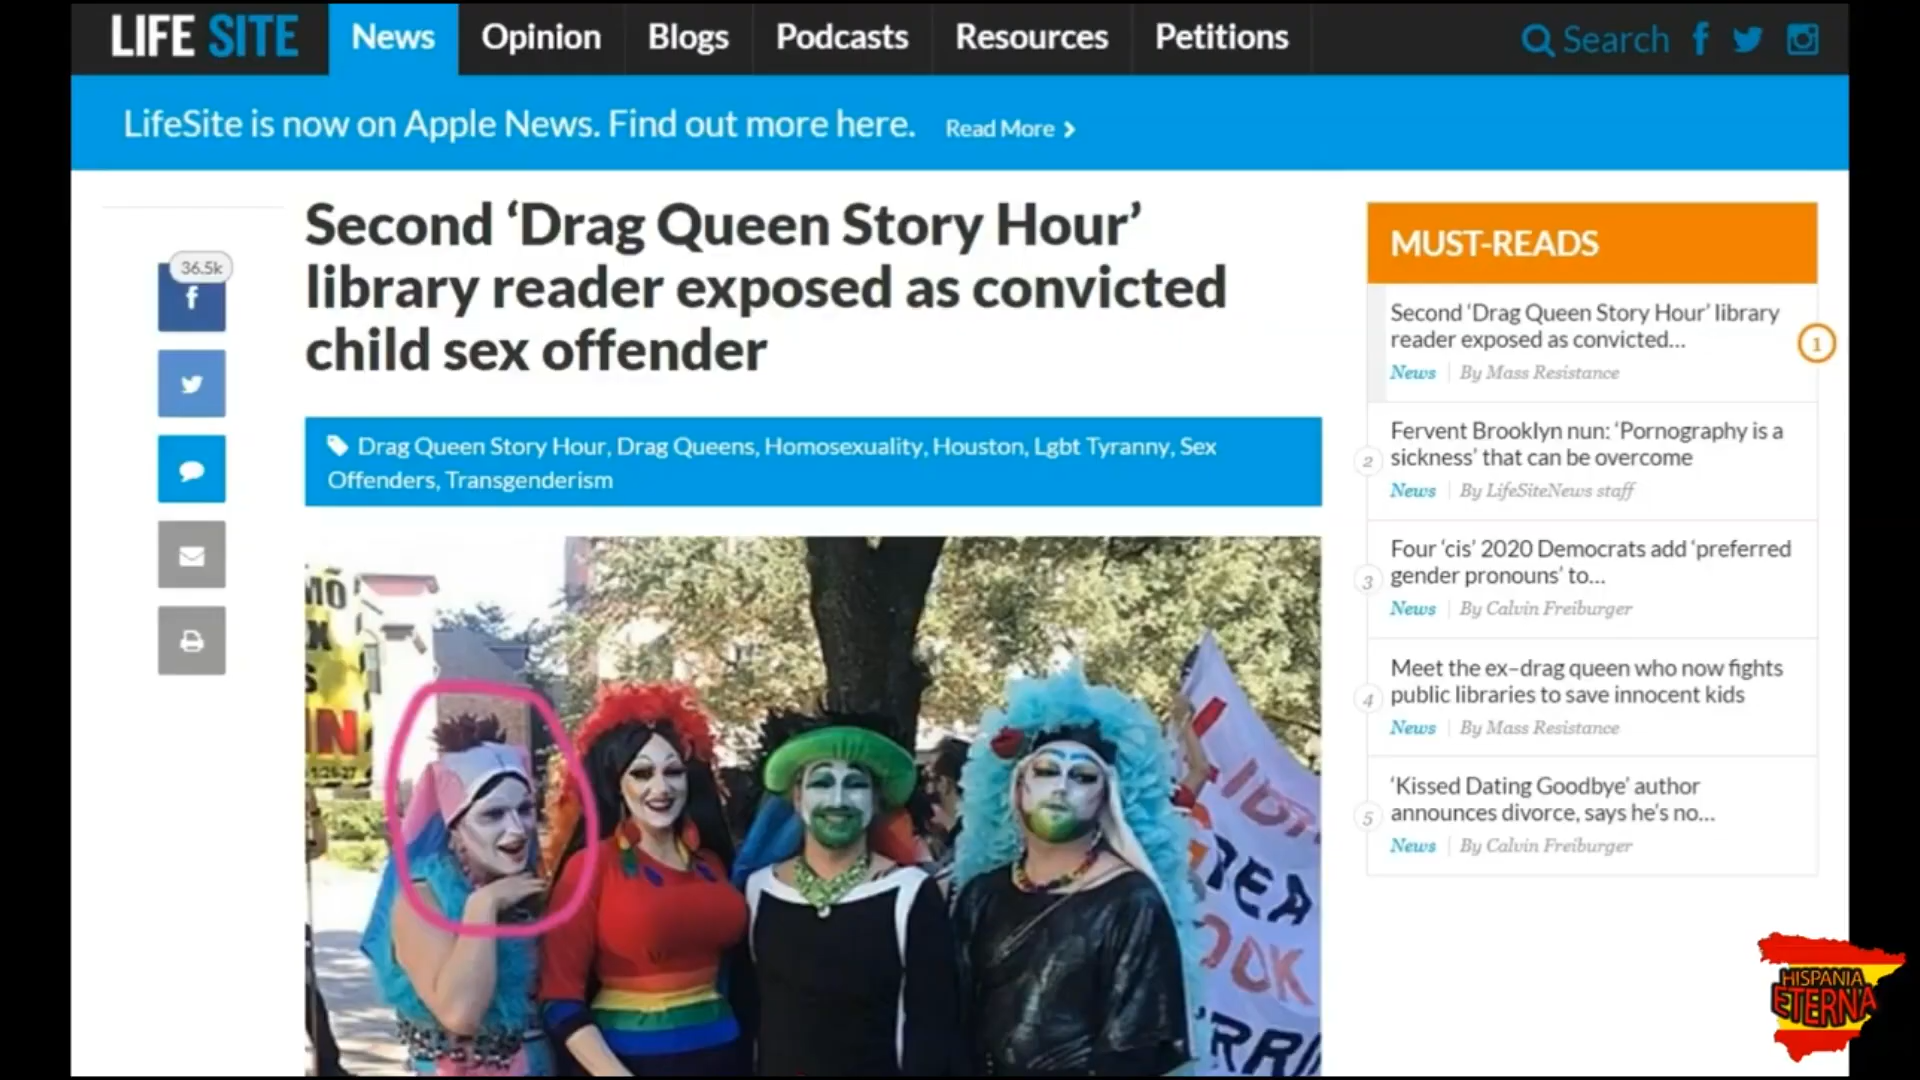 LIFE SITE
News
Opinion
Blogs
Podcasts
Resources
Petitions
Search
LifeSite is now on Apple News. Find out more here.
Read More
36.5k
Second ‘Drag Queen Story Hour’
library reader exposed as convicted
child sex offender
Drag Queen Story Hour, Drag Queens, Homosexuality, Houston, Lgbt Tyranny, Sex
Offenders, Transgenderism
MUST-READS
Second ‘Drag Queen Story Hour’ library
reader exposed as convicted...
News | By Mass Resistance
1
Fervent Brooklyn nun: ‘Pornography is a
sickness’ that can be overcome
News | By LifeSiteNews staff
2
Four ‘cis’ 2020 Democrats add ‘preferred
gender pronouns’ to...
News | By Calvin Freiburger
3
Meet the ex–drag queen who now fights
public libraries to save innocent kids
News | By Mass Resistance
4
‘Kissed Dating Goodbye’ author
announces divorce, says he’s no...
News | By Calvin Freiburger
5
HISPANIA
ETERNA